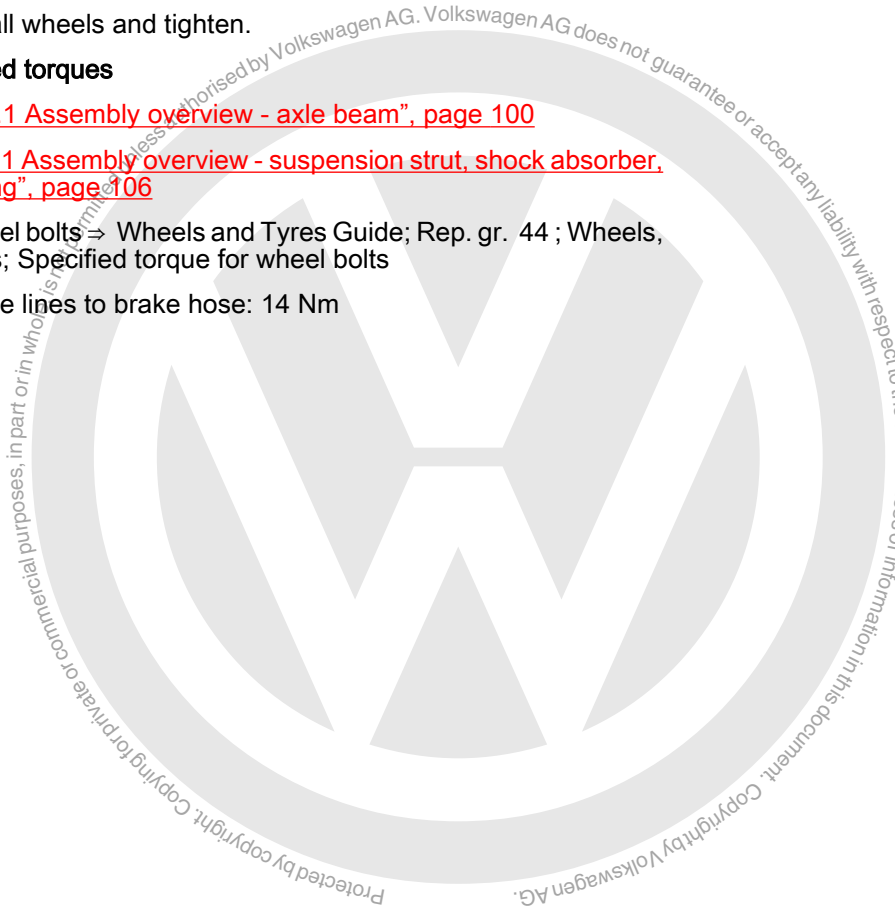 all wheels and tighten.
ed torques
1 Assembly overview - axle beam”, page 100
1 Assembly overview - suspension strut, shock absorber,
ng”, page 106
el bolts ⇒ Wheels and Tyres Guide; Rep. gr. 44 ; Wheels,
s; Specified torque for wheel bolts
e lines to brake hose: 14 Nm
Protected by copyright. Copying for private or commercial purposes, in part or in whole, is not permitted unless authorised by Volkswagen AG. Volkswagen AG does not guarantee or accept any liability with respect to the
of information in this document. Copyright by Volkswagen AG.